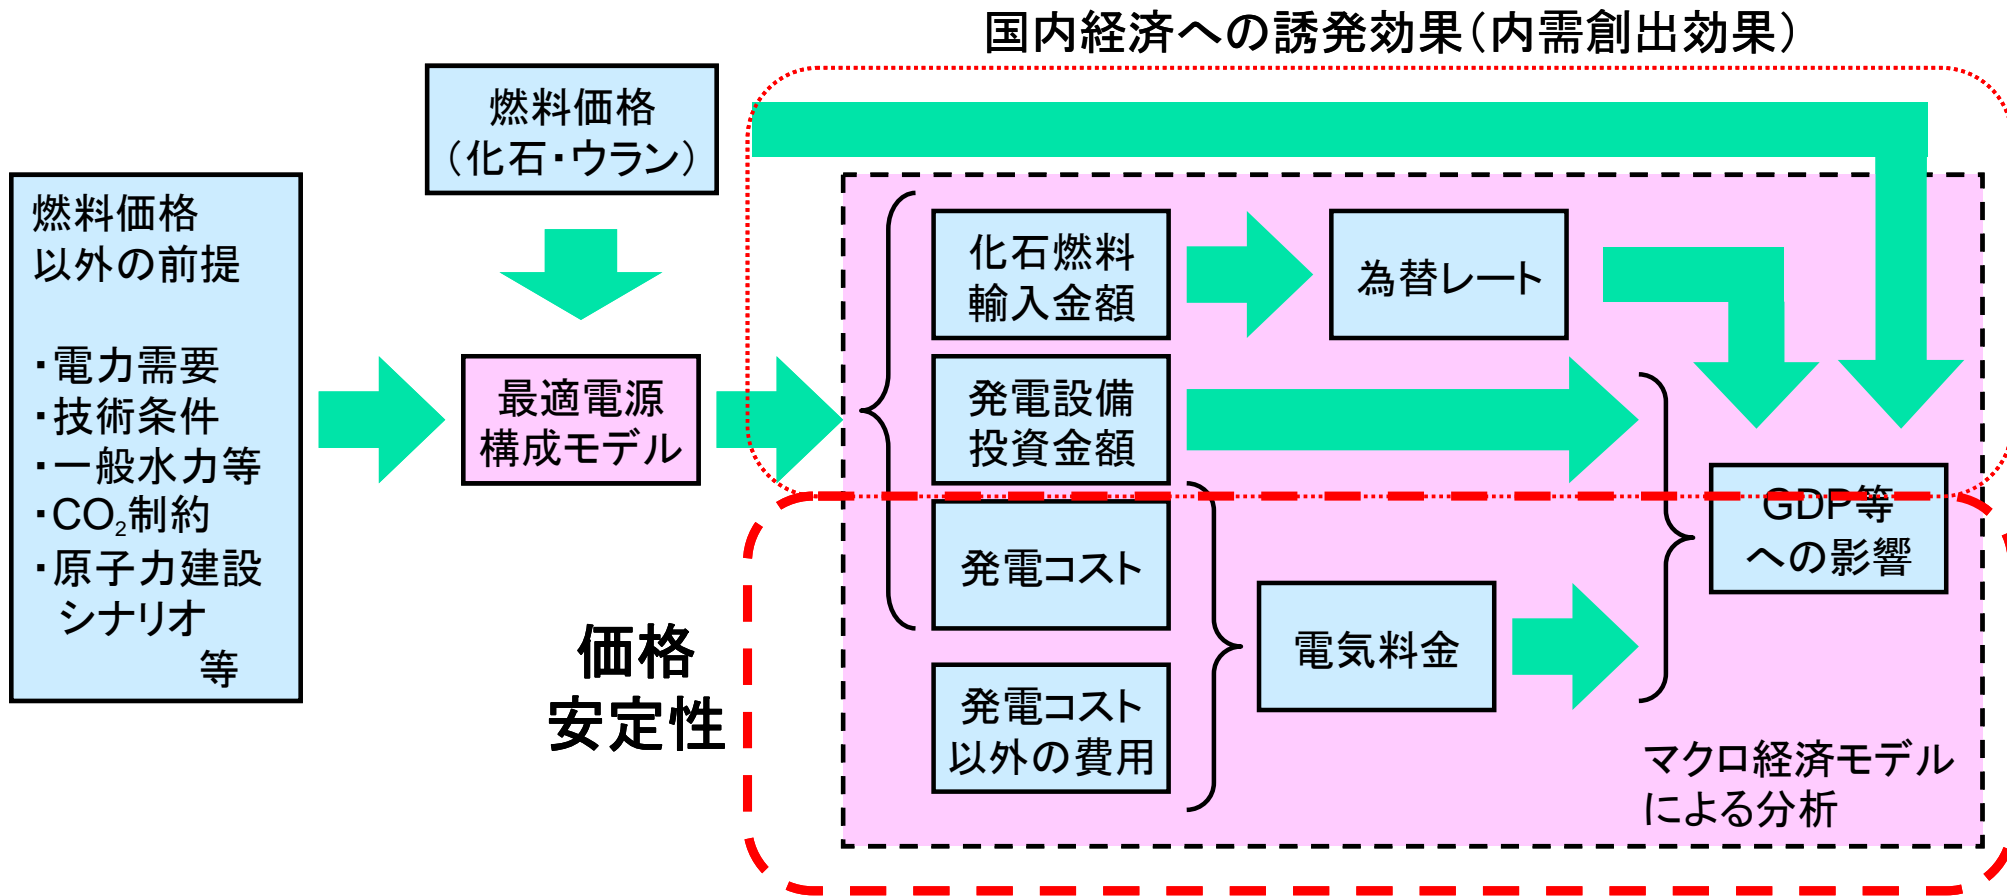 国内経済への誘発効果（内需創出効果）
燃料価格
（化石・ウラン）
燃料価格
以外の前提
・電力需要
・技術条件
・一般水力等
・CO₂制約
・原子力建設
シナリオ
等
最適電源
構成モデル
化石燃料
輸入金額
為替レート
発電設備
投資金額
発電コスト
発電コスト
以外の費用
電気料金
GDP等
への影響
価格
安定性
マクロ経済モデル
による分析